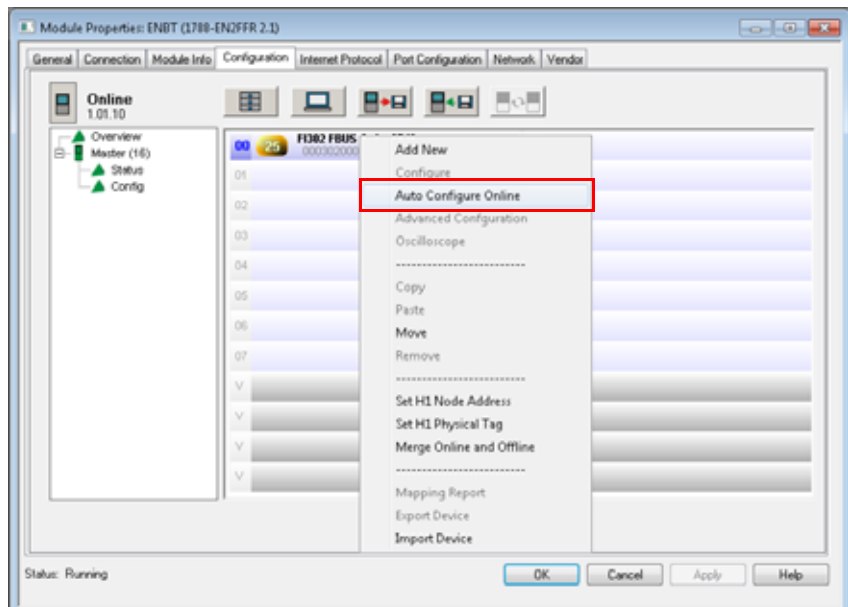 Module Properties: ENBT (1788-EN2FFR 2.1)
General Connection Module Info Configuration Internet Protocol Port Configuration Network Vendor
Online
1.01.10
Overview
Master (16)
Status
Config
00 25 FI302 FBUS
000302000
01
02
03
04
05
06
07
V
V
V
V
Add New
Configure
Auto Configure Online
Advanced Configuration
Oscilloscope
-------------------------
Copy
Paste
Move
Remove
-------------------------
Set H1 Node Address
Set H1 Physical Tag
Merge Online and Offline
-------------------------
Mapping Report
Export Device
Import Device
Status: Running
OK Cancel Apply Help